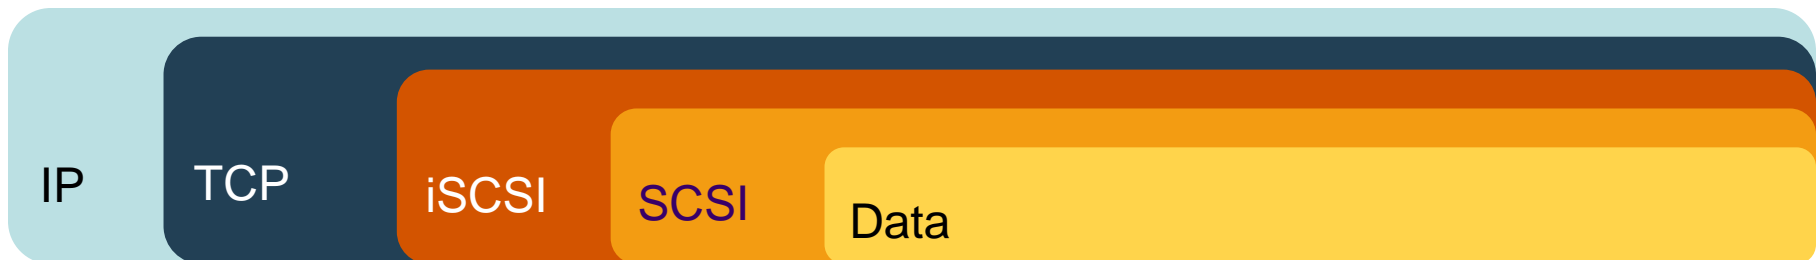 IP
TCP
iSCSI
SCSI
Data